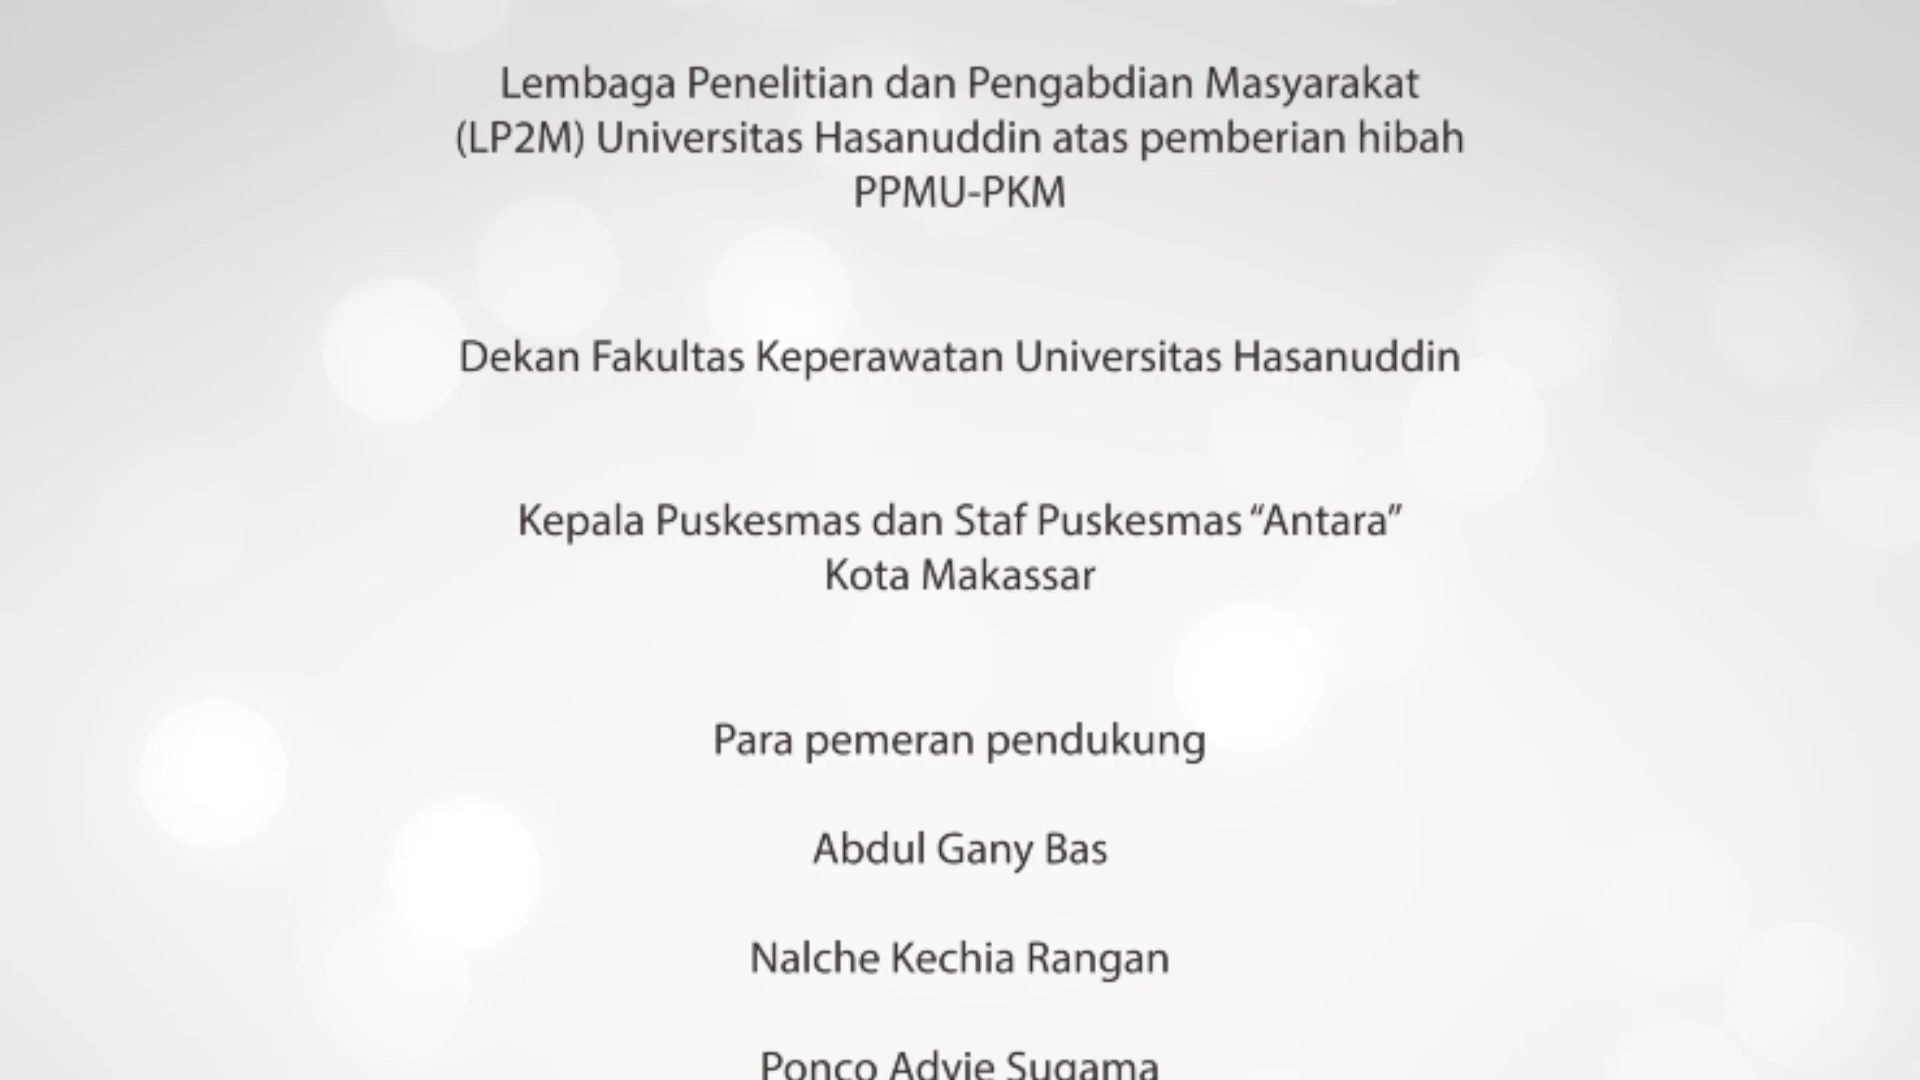 Lembaga Penelitian dan Pengabdian Masyarakat
(LP2M) Universitas Hasanuddin atas pemberian hibah
PPMU-PKM
Dekan Fakultas Keperawatan Universitas Hasanuddin
Kepala Puskesmas dan Staf Puskesmas “Antara”
Kota Makassar
Para pemeran pendukung
Abdul Gany Bas
Nalche Kechia Rangan
Ponco Advie Sugama